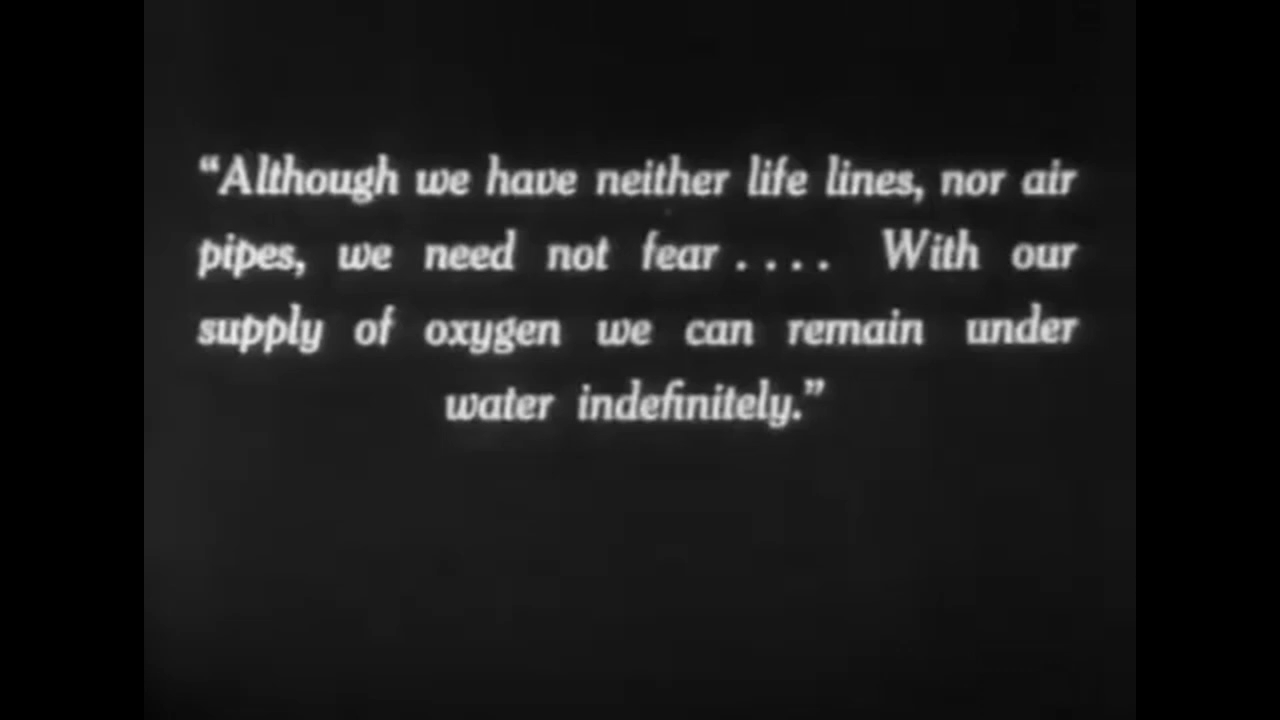 “Although we have neither life lines, nor air
pipes, we need not fear.... With our
supply of oxygen we can remain under
water indefinitely.”